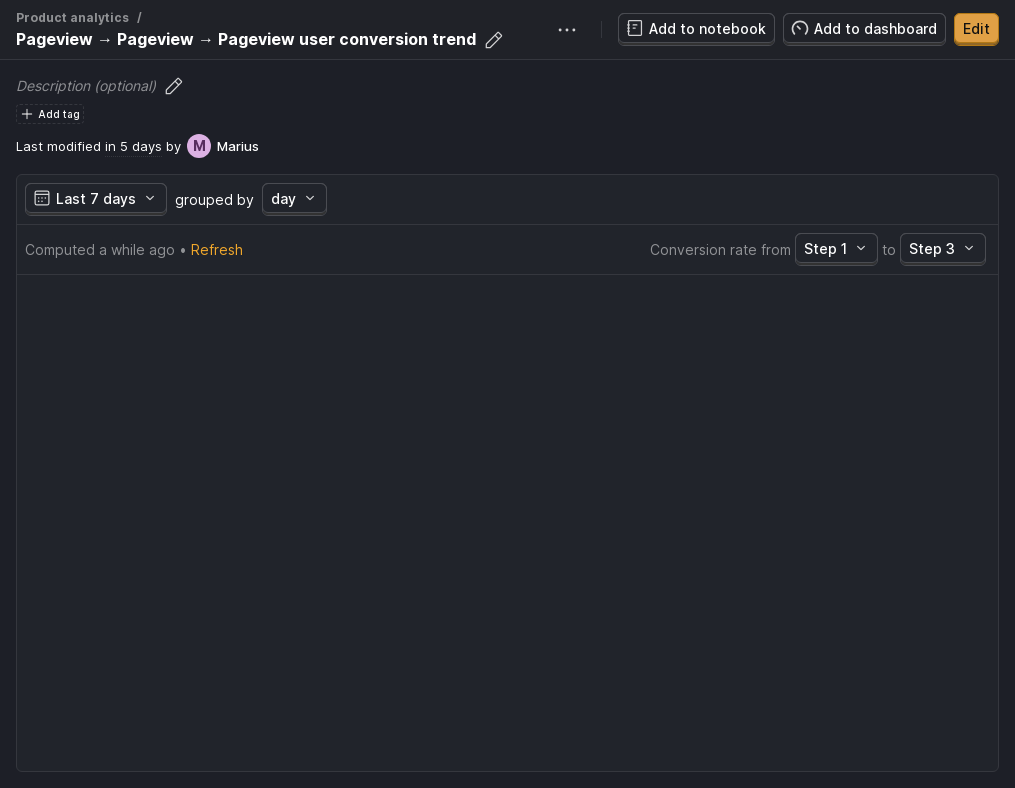 Product analytics /
Pageview → Pageview → Pageview user conversion trend
Add to notebook
Add to dashboard
Edit
Description (optional)
Add tag
Last modified in 5 days by M Marius
Last 7 days grouped by day
Computed a while ago • Refresh
Conversion rate from Step 1 to Step 3